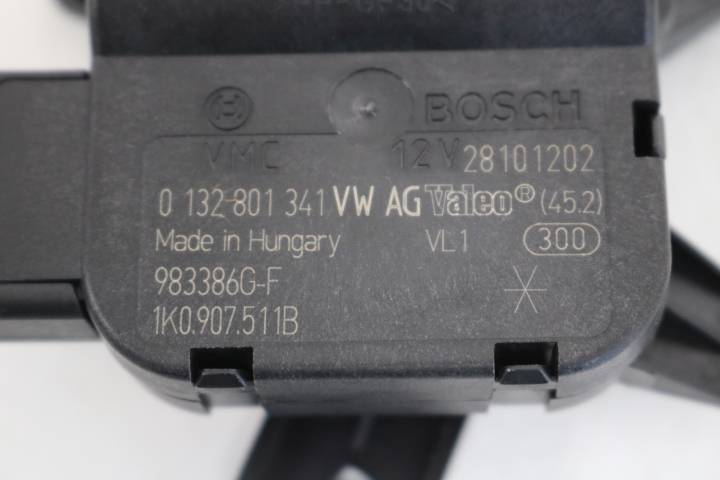 BOSCH
VMC 12V 28101202
0 132 801 341 VW AG Valeo® (45.2)
Made in Hungary VL1 300
983386G-F
1K0.907.511B